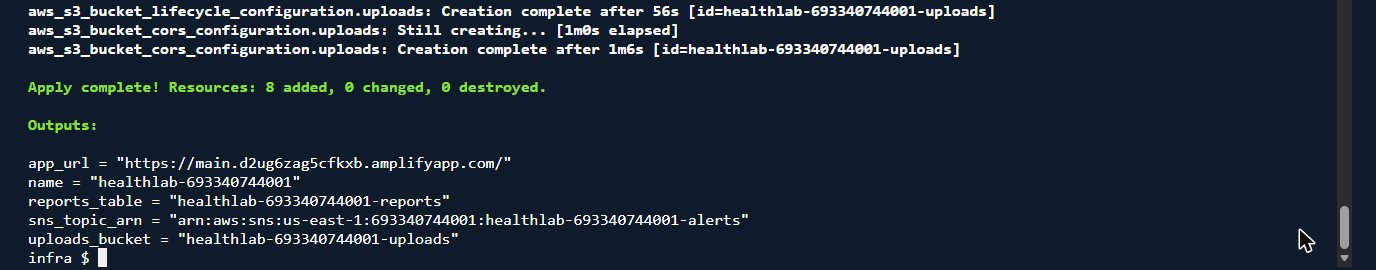 aws_s3_bucket_lifecycle_configuration.uploads: Creation complete after 56s [id=healthlab-693340744001-uploads]
aws_s3_bucket_cors_configuration.uploads: Still creating... [1m0s elapsed]
aws_s3_bucket_cors_configuration.uploads: Creation complete after 1m6s [id=healthlab-693340744001-uploads]
Apply complete! Resources: 8 added, 0 changed, 0 destroyed.
Outputs:
app_url = "https://main.d2ug6zag5cfkxb.amplifyapp.com/"
name = "healthlab-693340744001"
reports_table = "healthlab-693340744001-reports"
sns_topic_arn = "arn:aws:sns:us-east-1:693340744001:healthlab-693340744001-alerts"
uploads_bucket = "healthlab-693340744001-uploads"
infra $